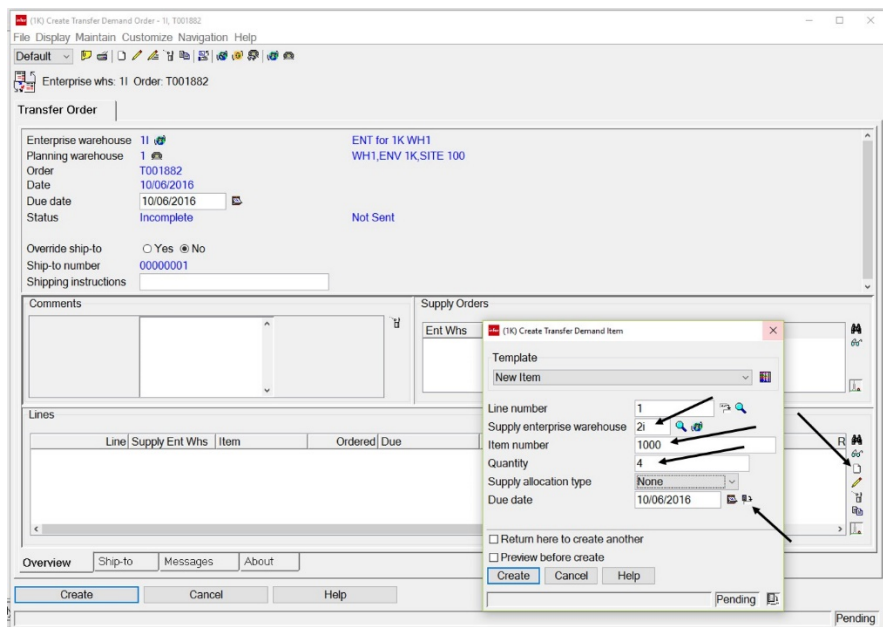 (1K) Create Transfer Demand Order - 1I, T001882
File Display Maintain Customize Navigation Help
Default
Enterprise whs: 1I Order: T001882
Transfer Order
Enterprise warehouse 1I ENT for 1K WH1
Planning warehouse 1 WH1,ENV 1K,SITE 100
Order T001882
Date 10/06/2016
Due date 10/06/2016
Status Incomplete Not Sent
Override ship-to Yes No
Ship-to number 00000001
Shipping instructions
Comments
Supply Orders
Ent Whs
Lines
Line Supply Ent Whs Item Ordered Due R
(1K) Create Transfer Demand Item
Template
New Item
Line number 1
Supply enterprise warehouse 2i
Item number 1000
Quantity 4
Supply allocation type None
Due date 10/06/2016
Return here to create another
Preview before create
Create Cancel Help
Pending
Overview Ship-to Messages About
Create Cancel Help
Pending